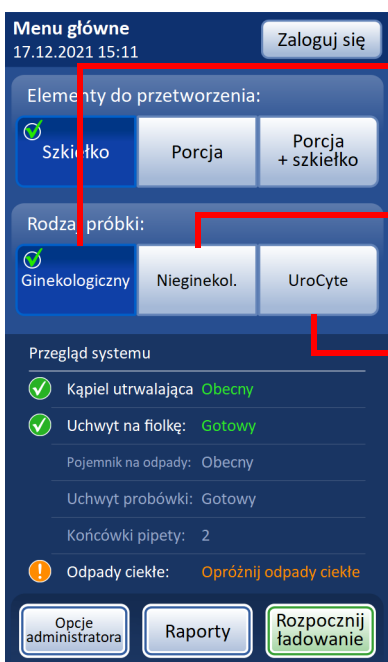 Menu główne
17.12.2021 15:11
Zaloguj się
Elementy do przetworzenia:
Szkiełko
Porcja
Porcja
+ szkiełko
Rodzaj próbki:
Ginekologiczny
Nieginekol.
UroCyte
Przegląd systemu
Kąpiel utrwalająca Obecny
Uchwyt na fiolkę: Gotowy
Pojemnik na odpady: Obecny
Uchwyt probówki: Gotowy
Końcówki pipety: 2
Odpady ciekłe: Opróżnij odpady ciekłe
Opcje
administratora
Raporty
Rozpocznij
ładowanie